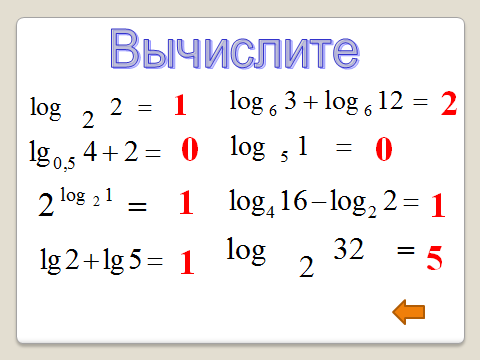 Вычислите
log ₂ 2 = 1
log ₆ 3 + log ₆ 12 = 2
lg ₀,₅ 4 + 2 = 0
log ₅ 1 = 0
2 ^ log ₂ 1 = 1
log₄ 16 – log₂ 2 = 1
lg 2 + lg 5 = 1
log ₂ 32 = 5